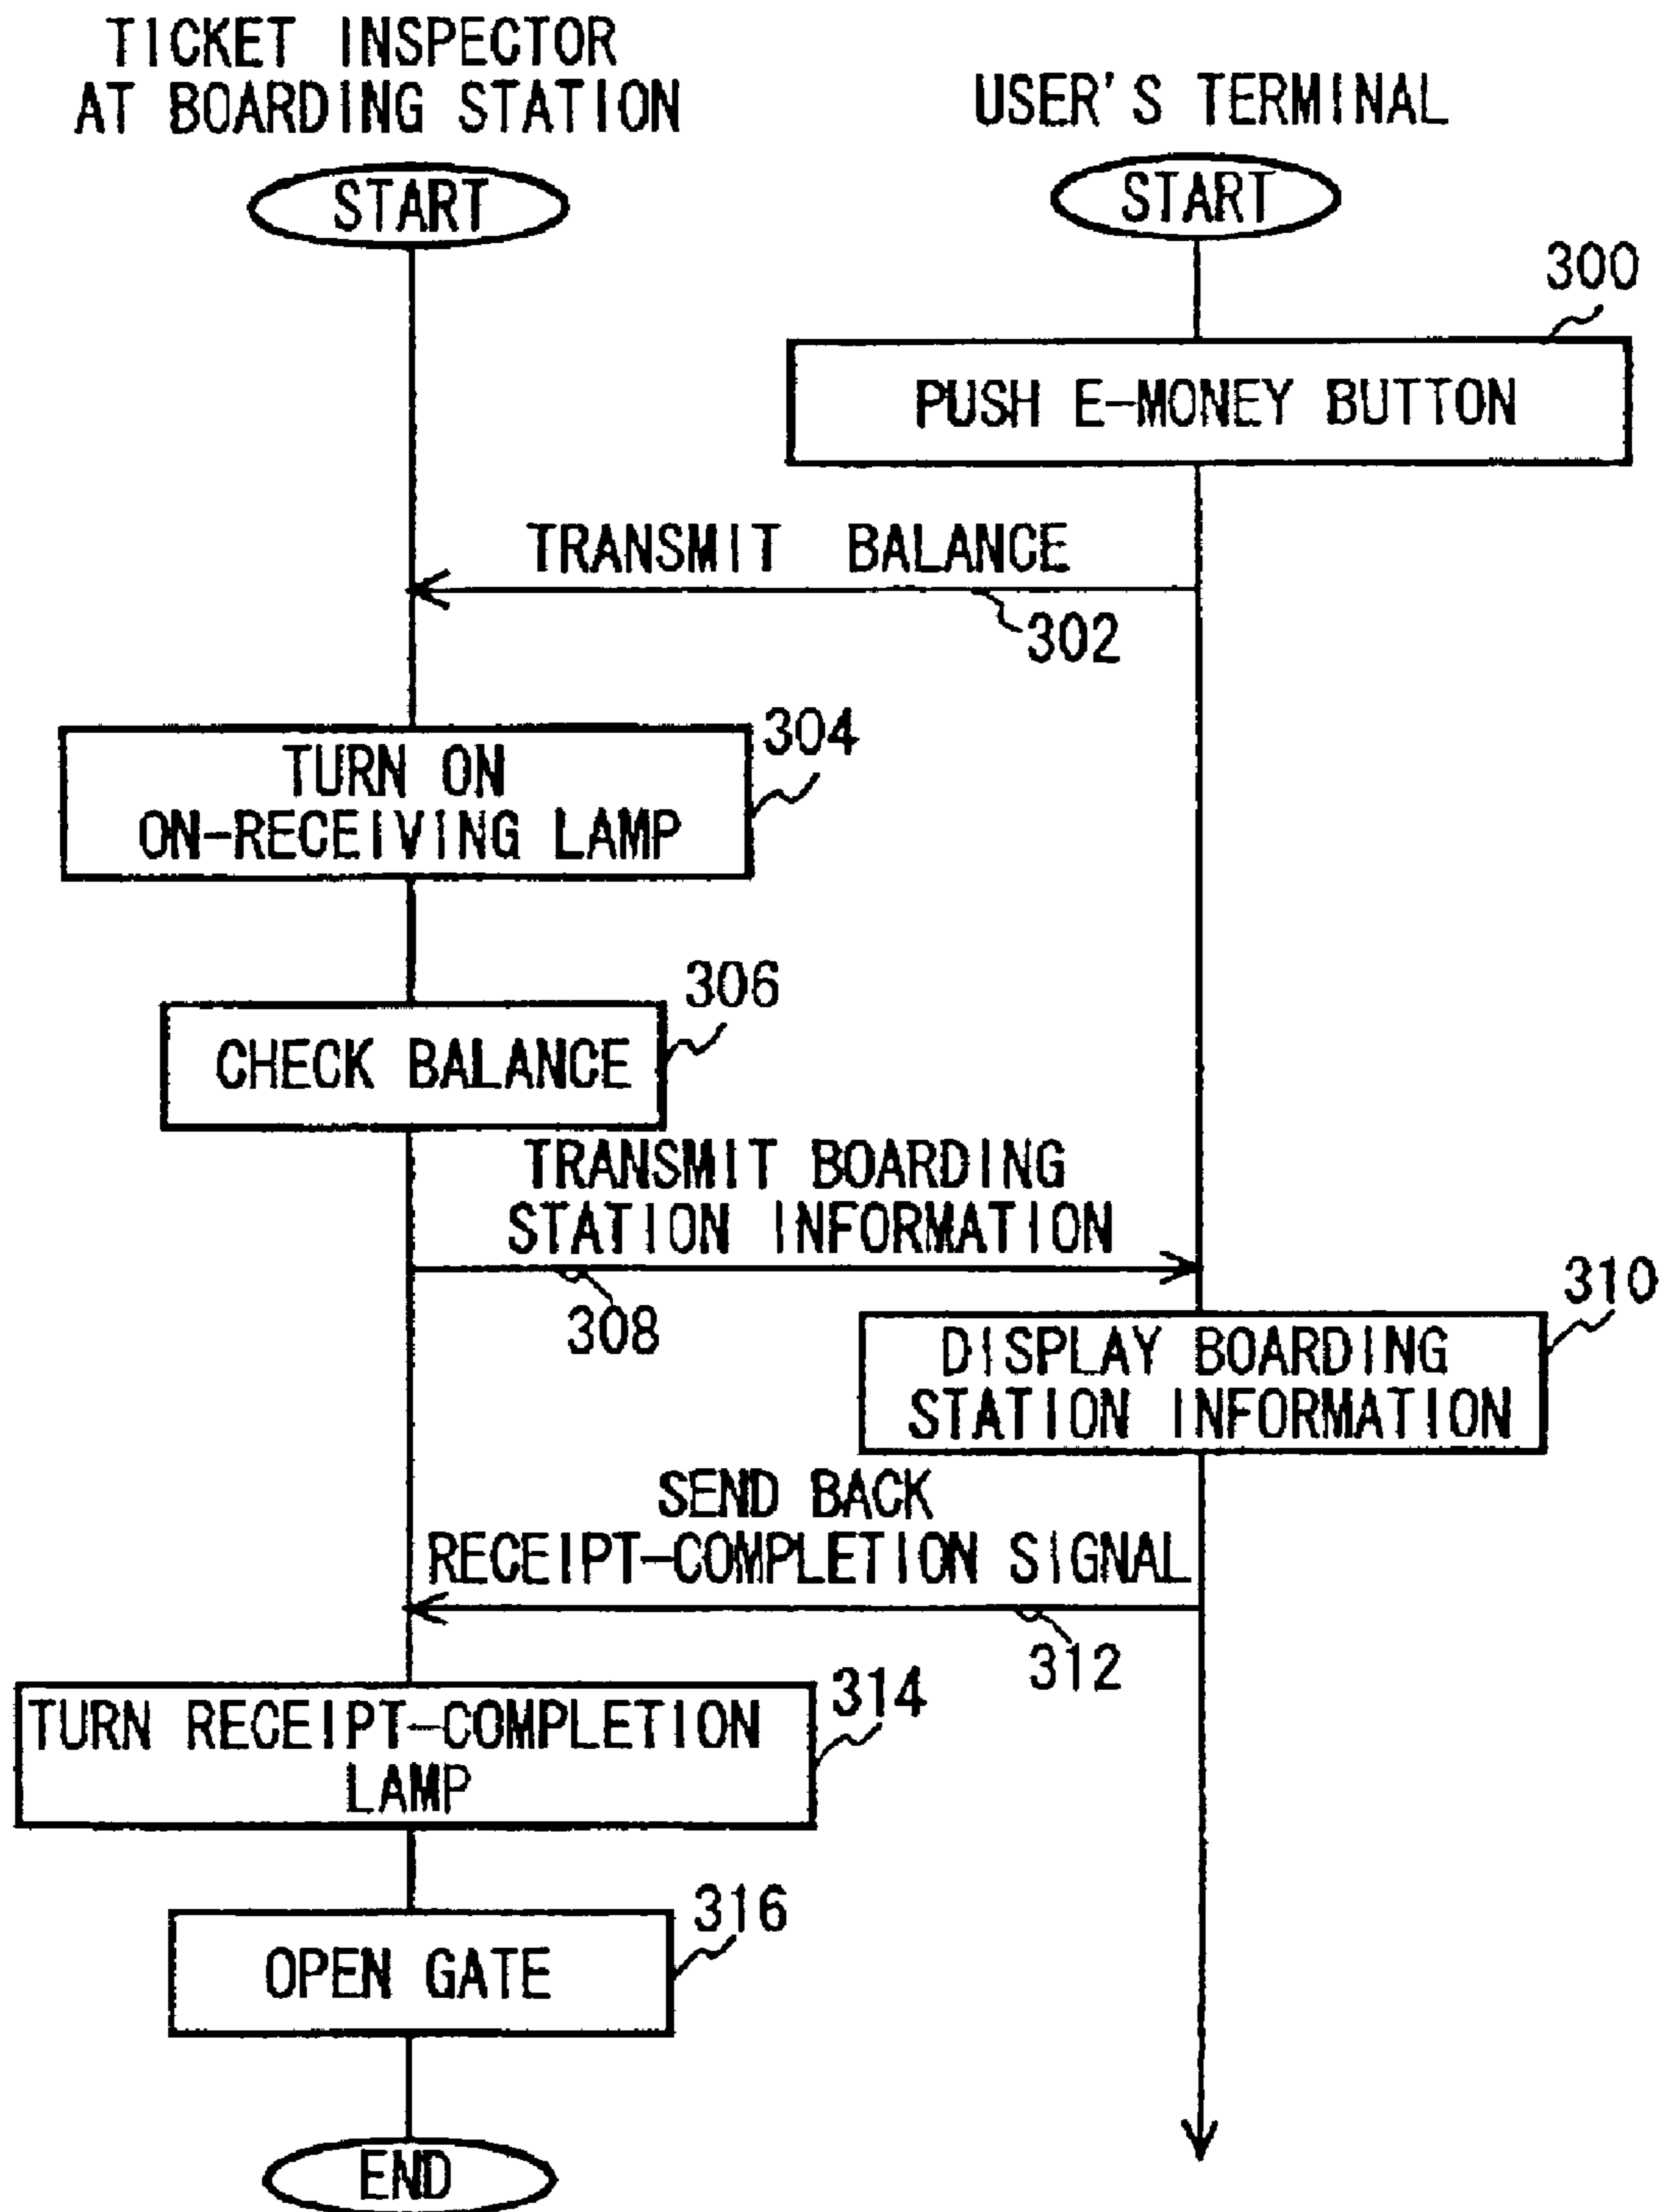 TICKET INSPECTOR
AT BOARDING STATION
USER'S TERMINAL
START
START
300
PUSH E-MONEY BUTTON
TRANSMIT BALANCE
302
304
TURN ON
ON-RECEIVING LAMP
306
CHECK BALANCE
TRANSMIT BOARDING
STATION INFORMATION
308
310
DISPLAY BOARDING
STATION INFORMATION
SEND BACK
RECEIPT-COMPLETION SIGNAL
312
314
TURN RECEIPT-COMPLETION
LAMP
316
OPEN GATE
END